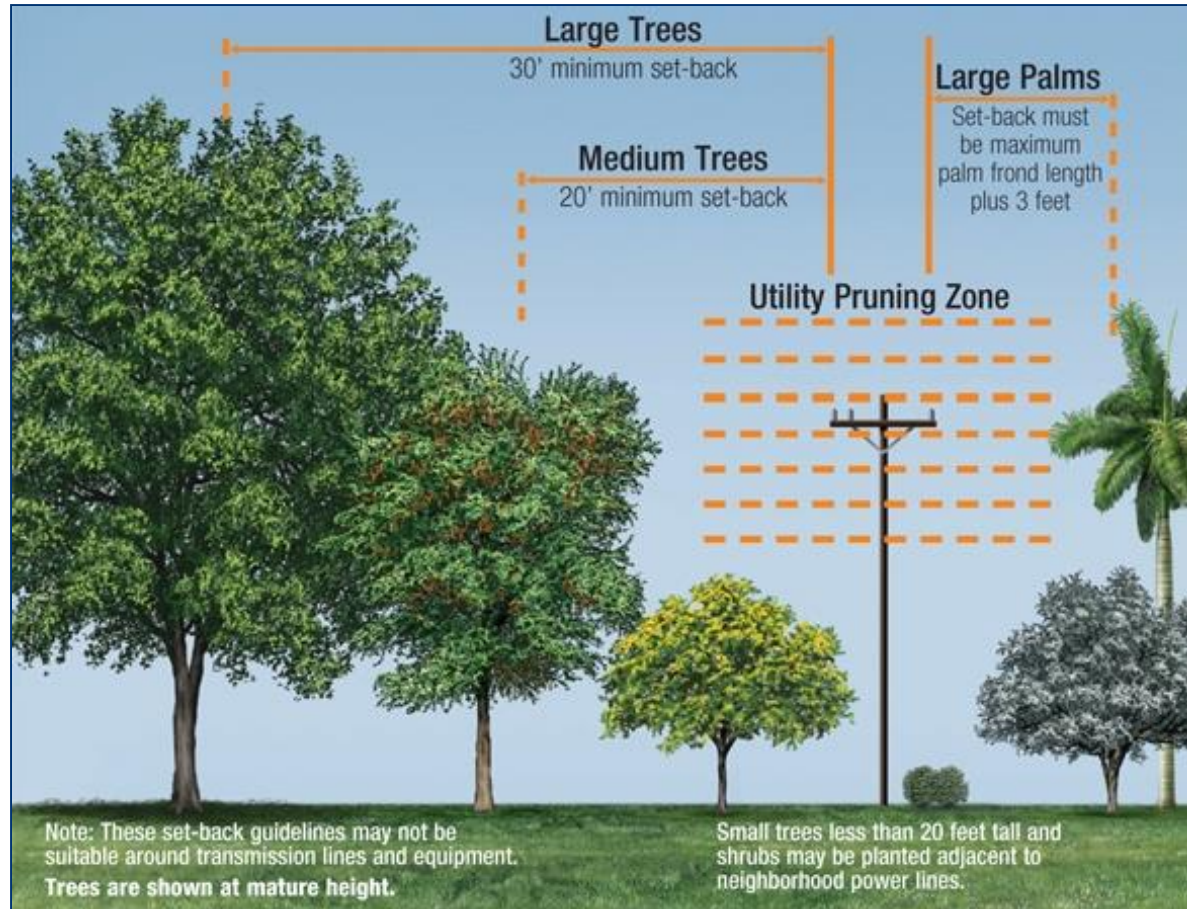 Large Trees
30' minimum set-back
Large Palms
Set-back must
be maximum
palm frond length
plus 3 feet
Medium Trees
20' minimum set-back
Utility Pruning Zone
Note: These set-back guidelines may not be
suitable around transmission lines and equipment.
Trees are shown at mature height.
Small trees less than 20 feet tall and
shrubs may be planted adjacent to
neighborhood power lines.